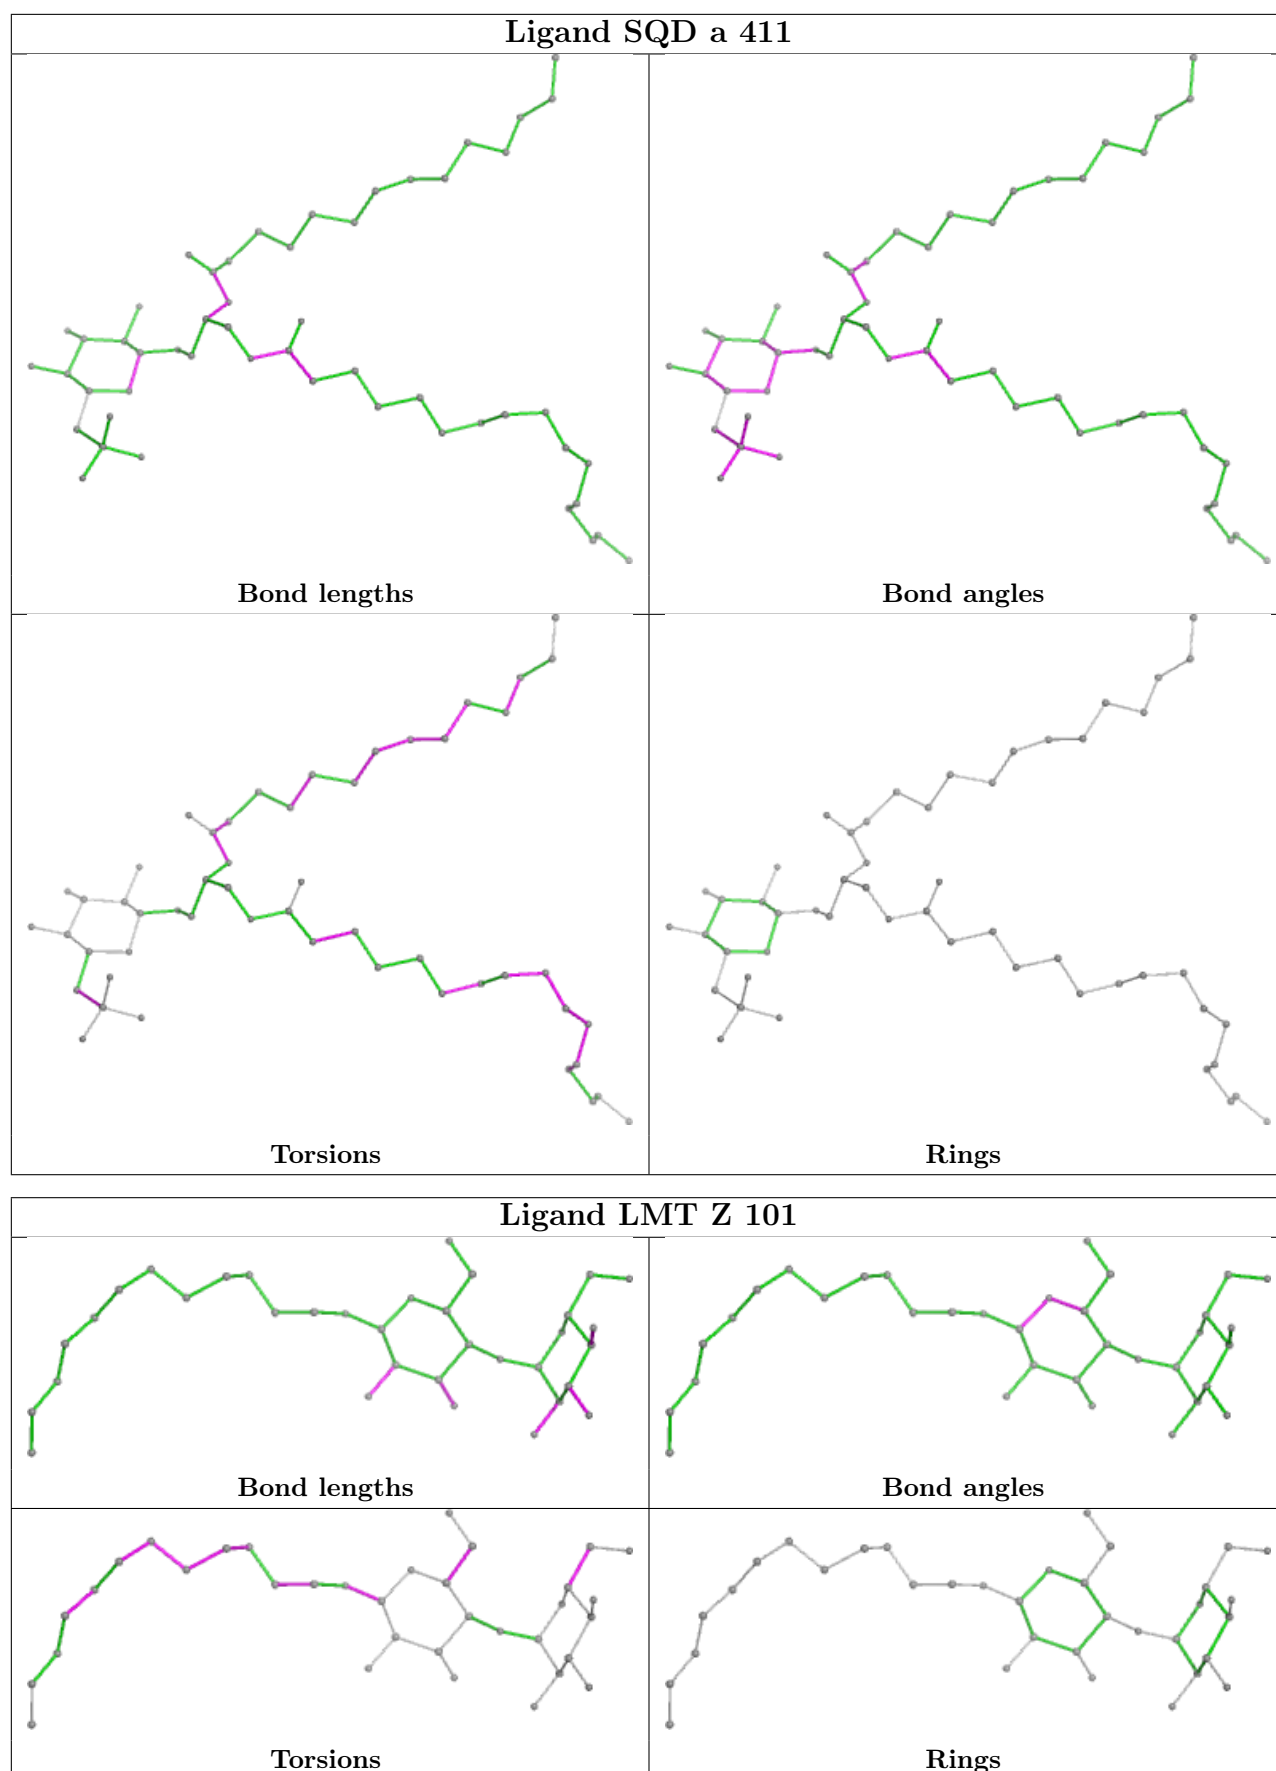 Ligand SQD a 411
Bond lengths
Bond angles
Torsions
Rings
Ligand LMT Z 101
Bond lengths
Bond angles
Torsions
Rings